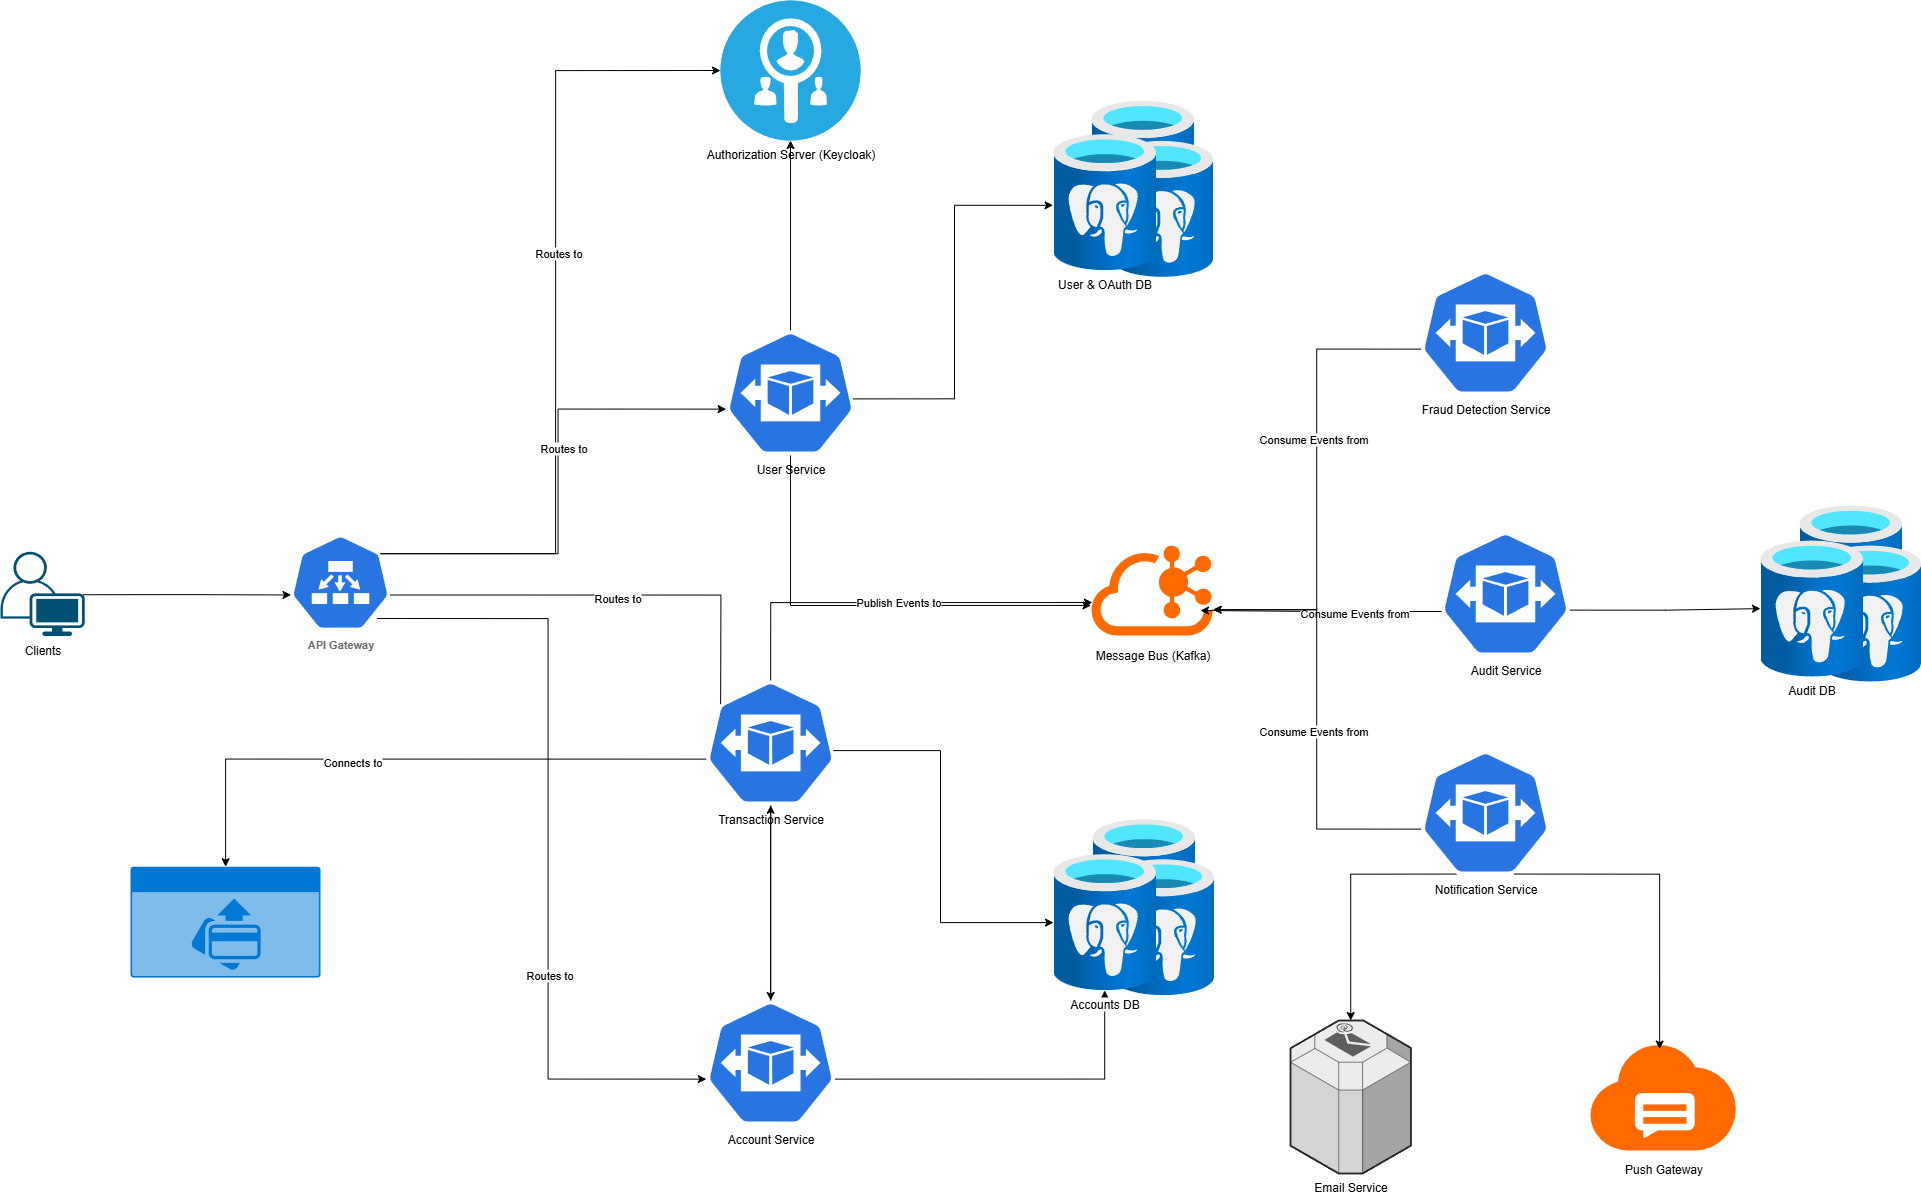 Authorization Server (Keycloak)
Routes to
User & OAuth DB
Fraud Detection Service
Consume Events from
Routes to
User Service
Clients
API Gateway
Routes to
Publish Events to
Message Bus (Kafka)
Consume Events from
Audit Service
Audit DB
Connects to
Transaction Service
Consume Events from
Notification Service
Routes to
Accounts DB
Account Service
Email Service
Push Gateway